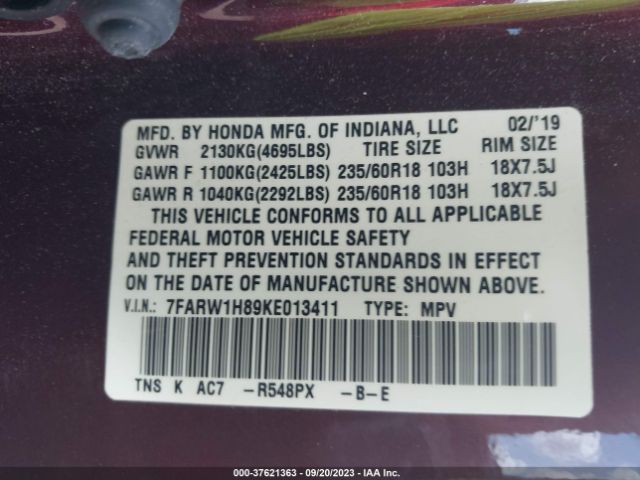 MFD. BY HONDA MFG. OF INDIANA, LLC 02/'19
GVWR 2130KG(4695LBS) TIRE SIZE RIM SIZE
GAWR F 1100KG(2425LBS) 235/60R18 103H 18X7.5J
GAWR R 1040KG(2292LBS) 235/60R18 103H 18X7.5J
THIS VEHICLE CONFORMS TO ALL APPLICABLE
FEDERAL MOTOR VEHICLE SAFETY
AND THEFT PREVENTION STANDARDS IN EFFECT
ON THE DATE OF MANUFACTURE SHOWN ABOVE.
V.I.N.: 7FARW1H89KE013411 TYPE: MPV
TNS K AC7 -R548PX -B-E
000-37621363 - 09/20/2023 - IAA Inc.